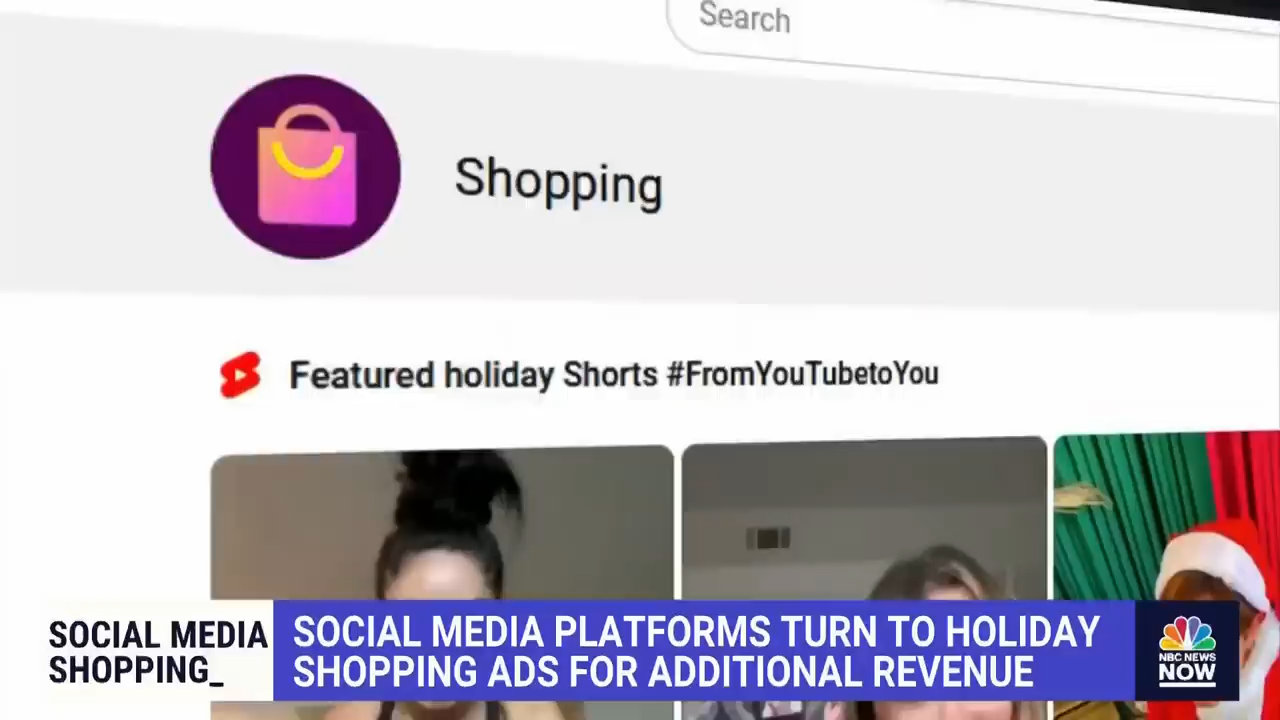 Search
Shopping
Featured holiday Shorts #FromYouTubetoYou
SOCIAL MEDIA
SHOPPING_
SOCIAL MEDIA PLATFORMS TURN TO HOLIDAY
SHOPPING ADS FOR ADDITIONAL REVENUE
NBC NEWS
NOW